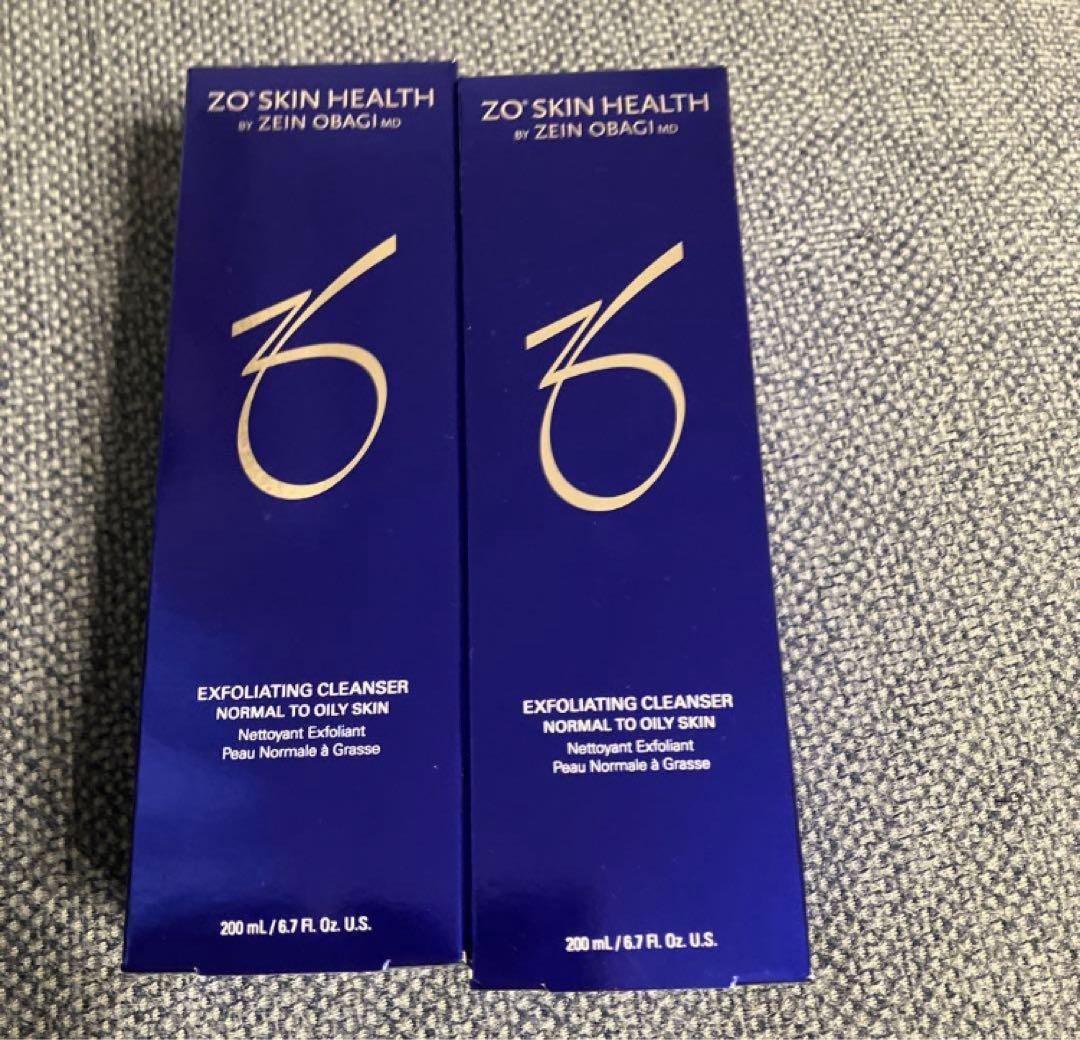 ZO® SKIN HEALTH
BY ZEIN OBAGI MD
ZO
EXFOLIATING CLEANSER
NORMAL TO OILY SKIN
Nettoyant Exfoliant
Peau Normale à Grasse
200 mL / 6.7 Fl. Oz. U.S.
ZO® SKIN HEALTH
BY ZEIN OBAGI MD
ZO
EXFOLIATING CLEANSER
NORMAL TO OILY SKIN
Nettoyant Exfoliant
Peau Normale à Grasse
200 mL / 6.7 Fl. Oz. U.S.